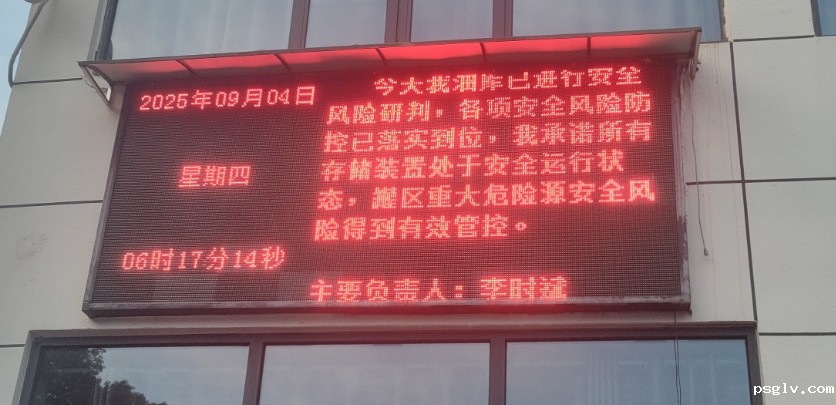 2025年09月04日
星期四
06时17分14秒
今天我油库已进行安全
风险研判，各项安全风险防
控已落实到位，我承诺所有
存储装置处于安全运行状
态，罐区重大危险源安全风
险得到有效管控。
主要负责人：李时斌
psglv.com